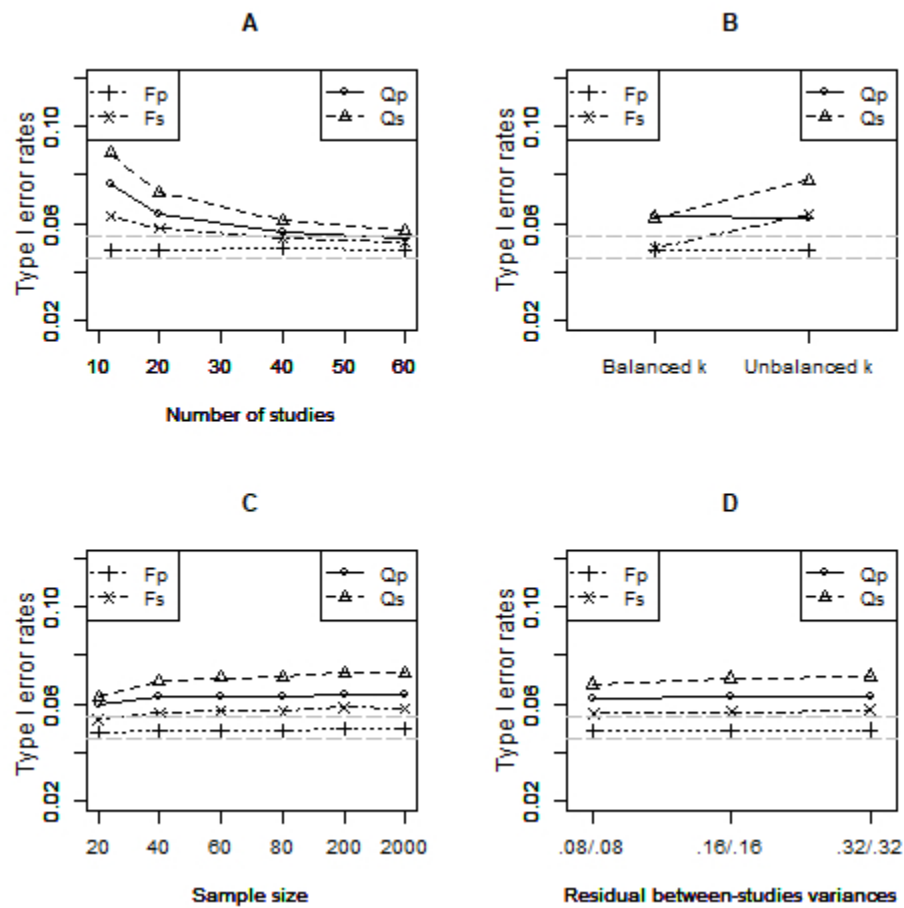 A
Fp
Fs
Qp
Qs
Type I error rates
0.02 0.06 0.10
10 20 30 40 50 60
Number of studies
B
Fp
Fs
Qp
Qs
Type I error rates
0.02 0.06 0.10
Balanced k Unbalanced k
C
Fp
Fs
Qp
Qs
Type I error rates
0.02 0.06 0.10
20 40 60 80 200 2000
Sample size
D
Fp
Fs
Qp
Qs
Type I error rates
0.02 0.06 0.10
.08/.08 .16/.16 .32/.32
Residual between-studies variances